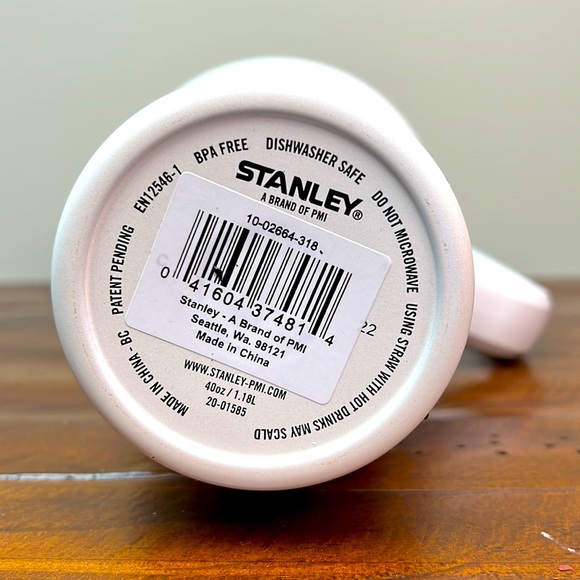 EN12546-1 BPA FREE DISHWASHER SAFE DO NOT MICROWAVE USING STRAW WITH HOT DRINKS MAY SCALD
PATENT PENDING
MADE IN CHINA - BC
STANLEY®
A BRAND OF PMI
10-02664-318
0 41604 37481 4
Stanley - A Brand of PMI
Seattle, Wa. 98121
Made in China
22
WWW.STANLEY-PMI.COM
40oz / 1.18L
20-01585